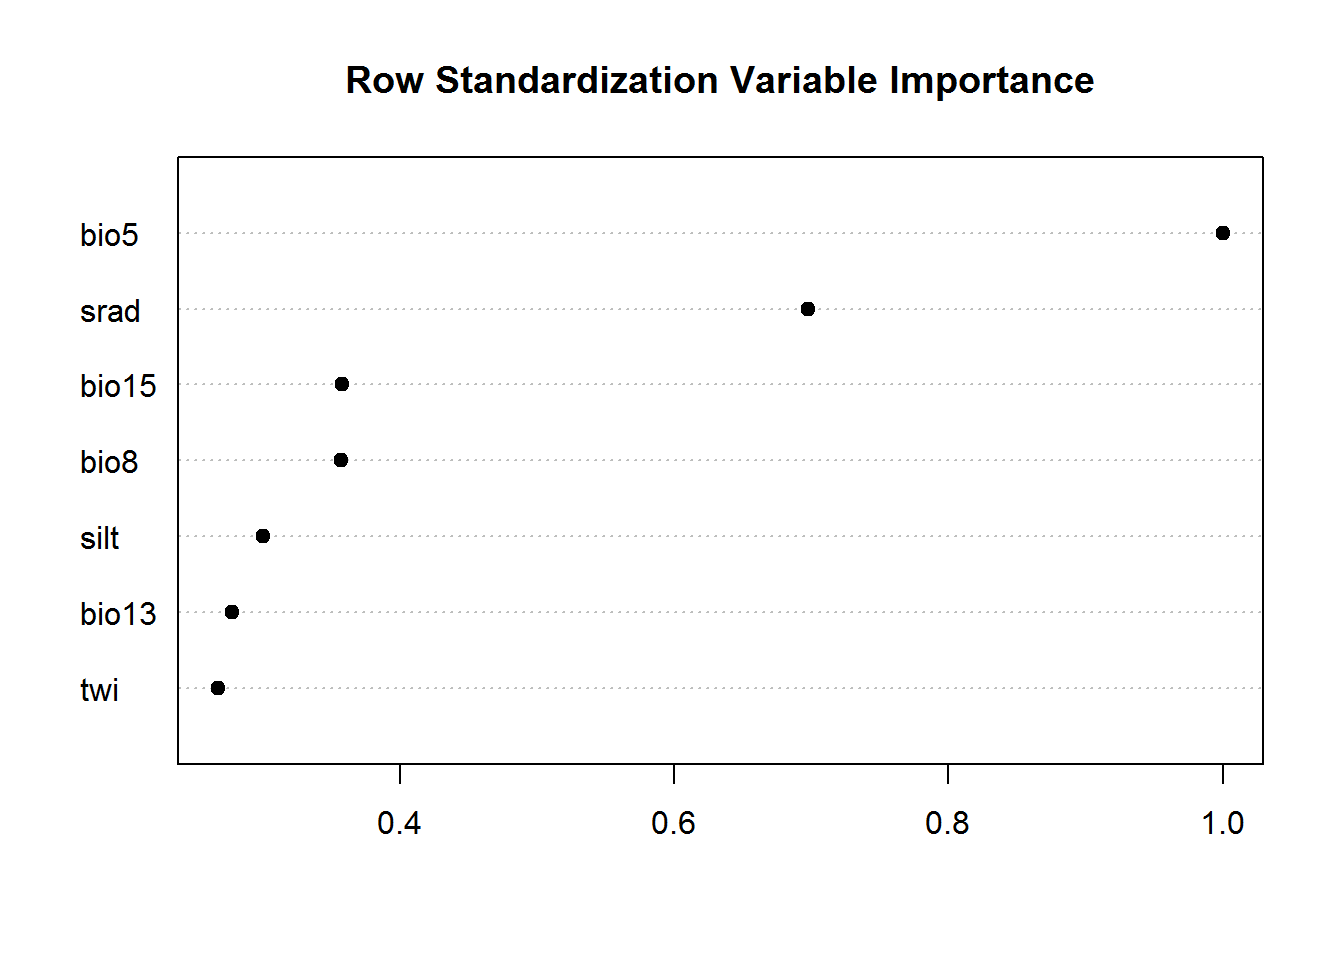 Row Standardization Variable Importance
bio5
srad
bio15
bio8
silt
bio13
twi
0.4 0.6 0.8 1.0